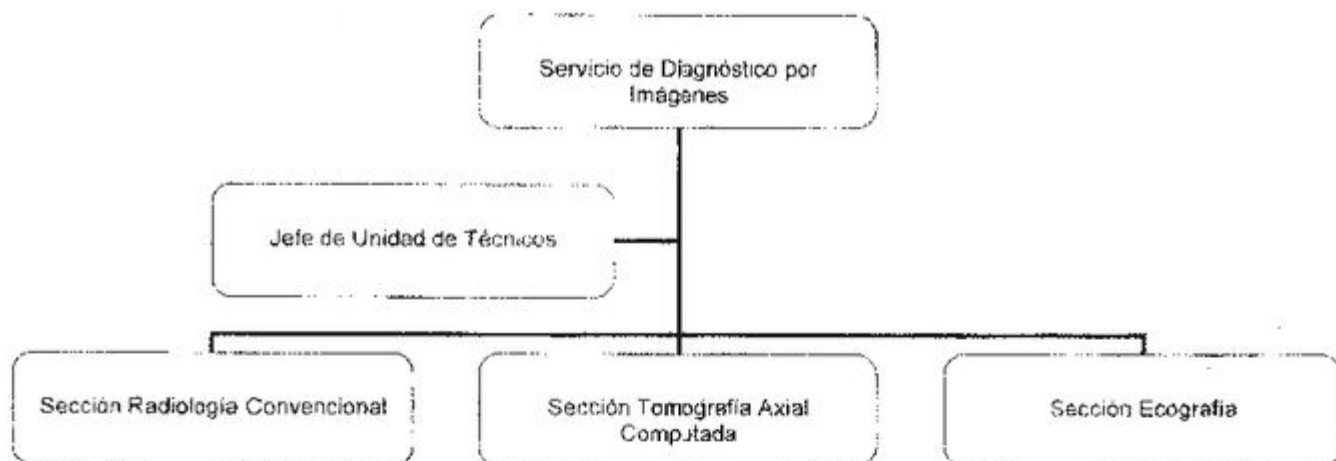 Servicio de Diagnóstico por
Imágenes
Jefe de Unidad de Técnicos
Sección Radiología Convencional
Sección Tomografía Axial
Computada
Sección Ecografía